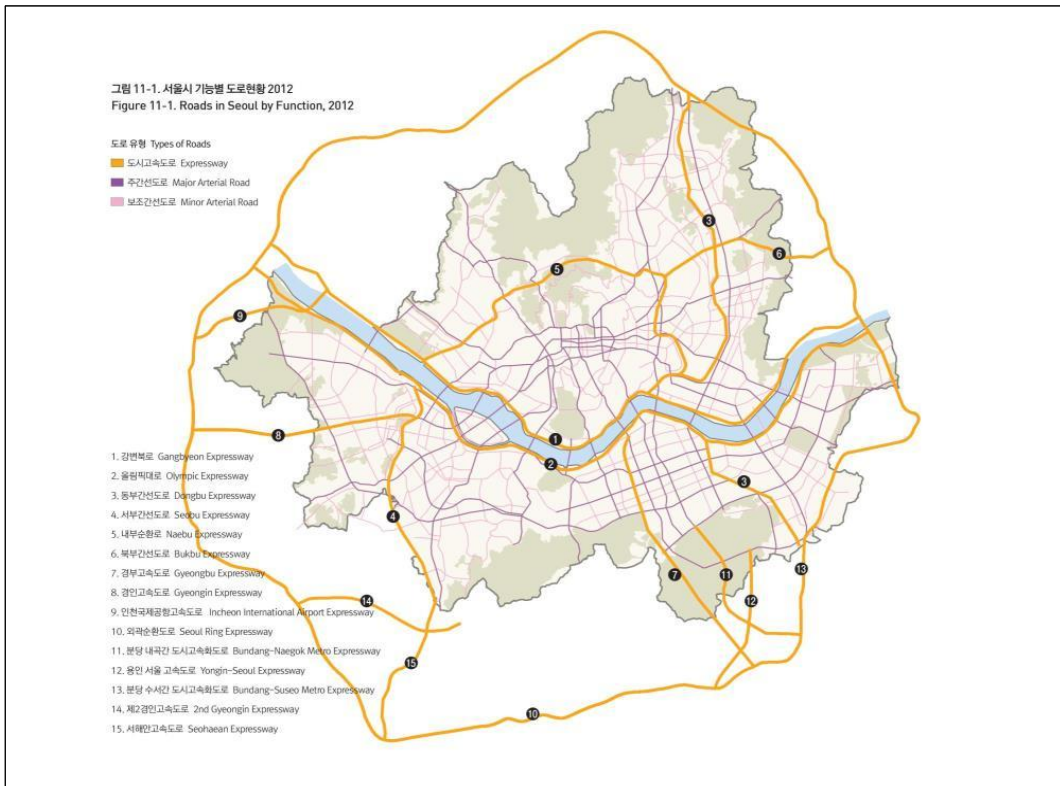 그림 11-1. 서울시 기능별 도로현황 2012
Figure 11-1. Roads in Seoul by Function, 2012
도로 유형 Types of Roads
도시고속도로 Expressway
주간선도로 Major Arterial Road
보조간선도로 Minor Arterial Road
3
5
6
9
1
8
2
1. 강변북로 Gangbyeon Expressway
2. 올림픽대로 Olympic Expressway
3. 동부간선도로 Dongbu Expressway
4. 서부간선도로 Seobu Expressway
5. 내부순환로 Naebu Expressway
6. 북부간선도로 Bukbu Expressway
7. 경부고속도로 Gyeongbu Expressway
8. 경인고속도로 Gyeongin Expressway
9. 인천국제공항고속도로 Incheon International Airport Expressway
10. 외곽순환도로 Seoul Ring Expressway
11. 분당 내곡간 도시고속화도로 Bundang-Naegok Metro Expressway
12. 용인 서울 고속도로 Yongin-Seoul Expressway
13. 분당 수서간 도시고속화도로 Bundang-Suseo Metro Expressway
14. 제2경인고속도로 2nd Gyeongin Expressway
15. 서해안고속도로 Seohaean Expressway
3
4
13
7
11
12
14
15
10